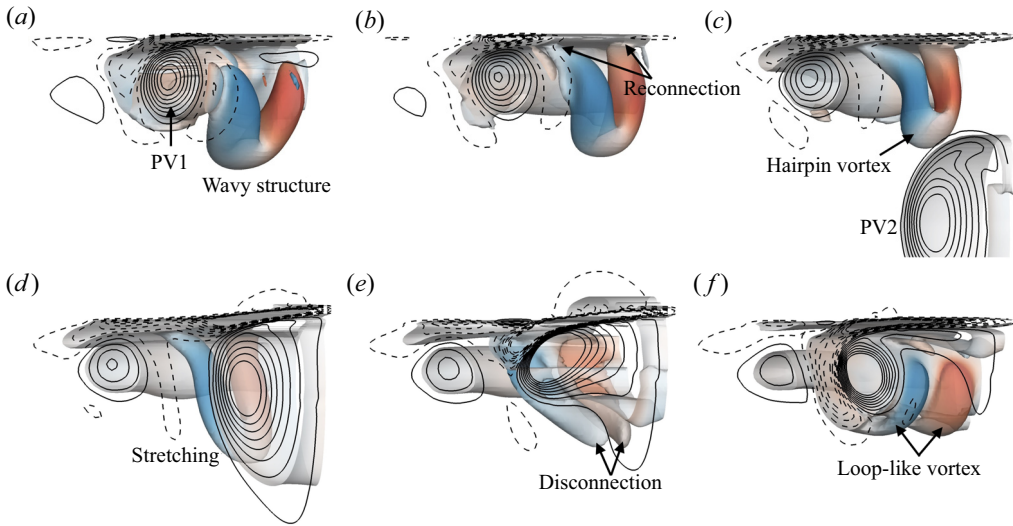 (a)
(b)
(c)
Reconnection
PV1
Wavy structure
Hairpin vortex
PV2
(d)
(e)
(f)
Stretching
Disconnection
Loop-like vortex